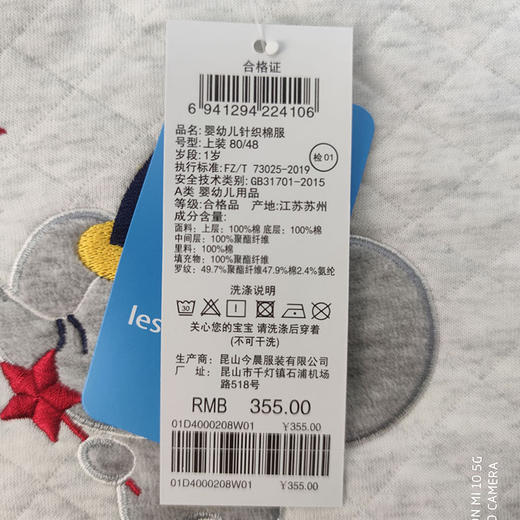 合格证
6 941294 224106
品名:婴幼儿针织棉服
号型:上装 80/48
岁段:1岁
检01
执行标准:FZ/T 73025-2019
安全技术类别:GB31701-2015
A类 婴幼儿用品
等级:合格品 产地:江苏苏州
成分含量:
面料:上层:100%棉 底层:100%棉
中间层:100%聚酯纤维
里料:100%棉
填充物:100%聚酯纤维
罗纹:49.7%聚酯纤维47.9%棉2.4%氨纶
洗涤说明
30
关心您的宝宝 请洗涤后穿着
(不可干洗)
生产商:昆山今晨服装有限公司
厂 址:昆山市千灯镇石浦机场
路518号
RMB 355.00
01D4000208W01 ¥355.00
01D4000208W01 ¥355.00
les
MI 10 5G
CAMERA